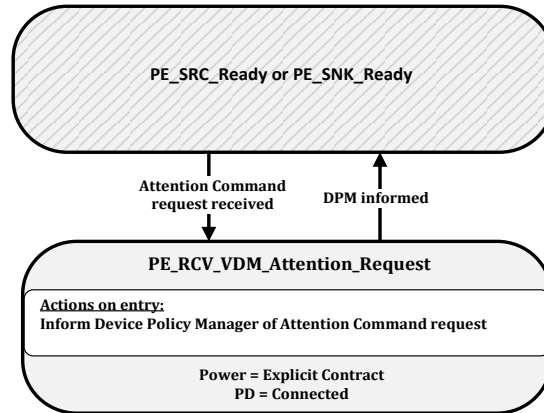 PE_SRC_Ready or PE_SNK_Ready
Attention Command
request received
DPM informed
PE_RCV_VDM_Attention_Request
Actions on entry:
Inform Device Policy Manager of Attention Command request
Power = Explicit Contract
PD = Connected